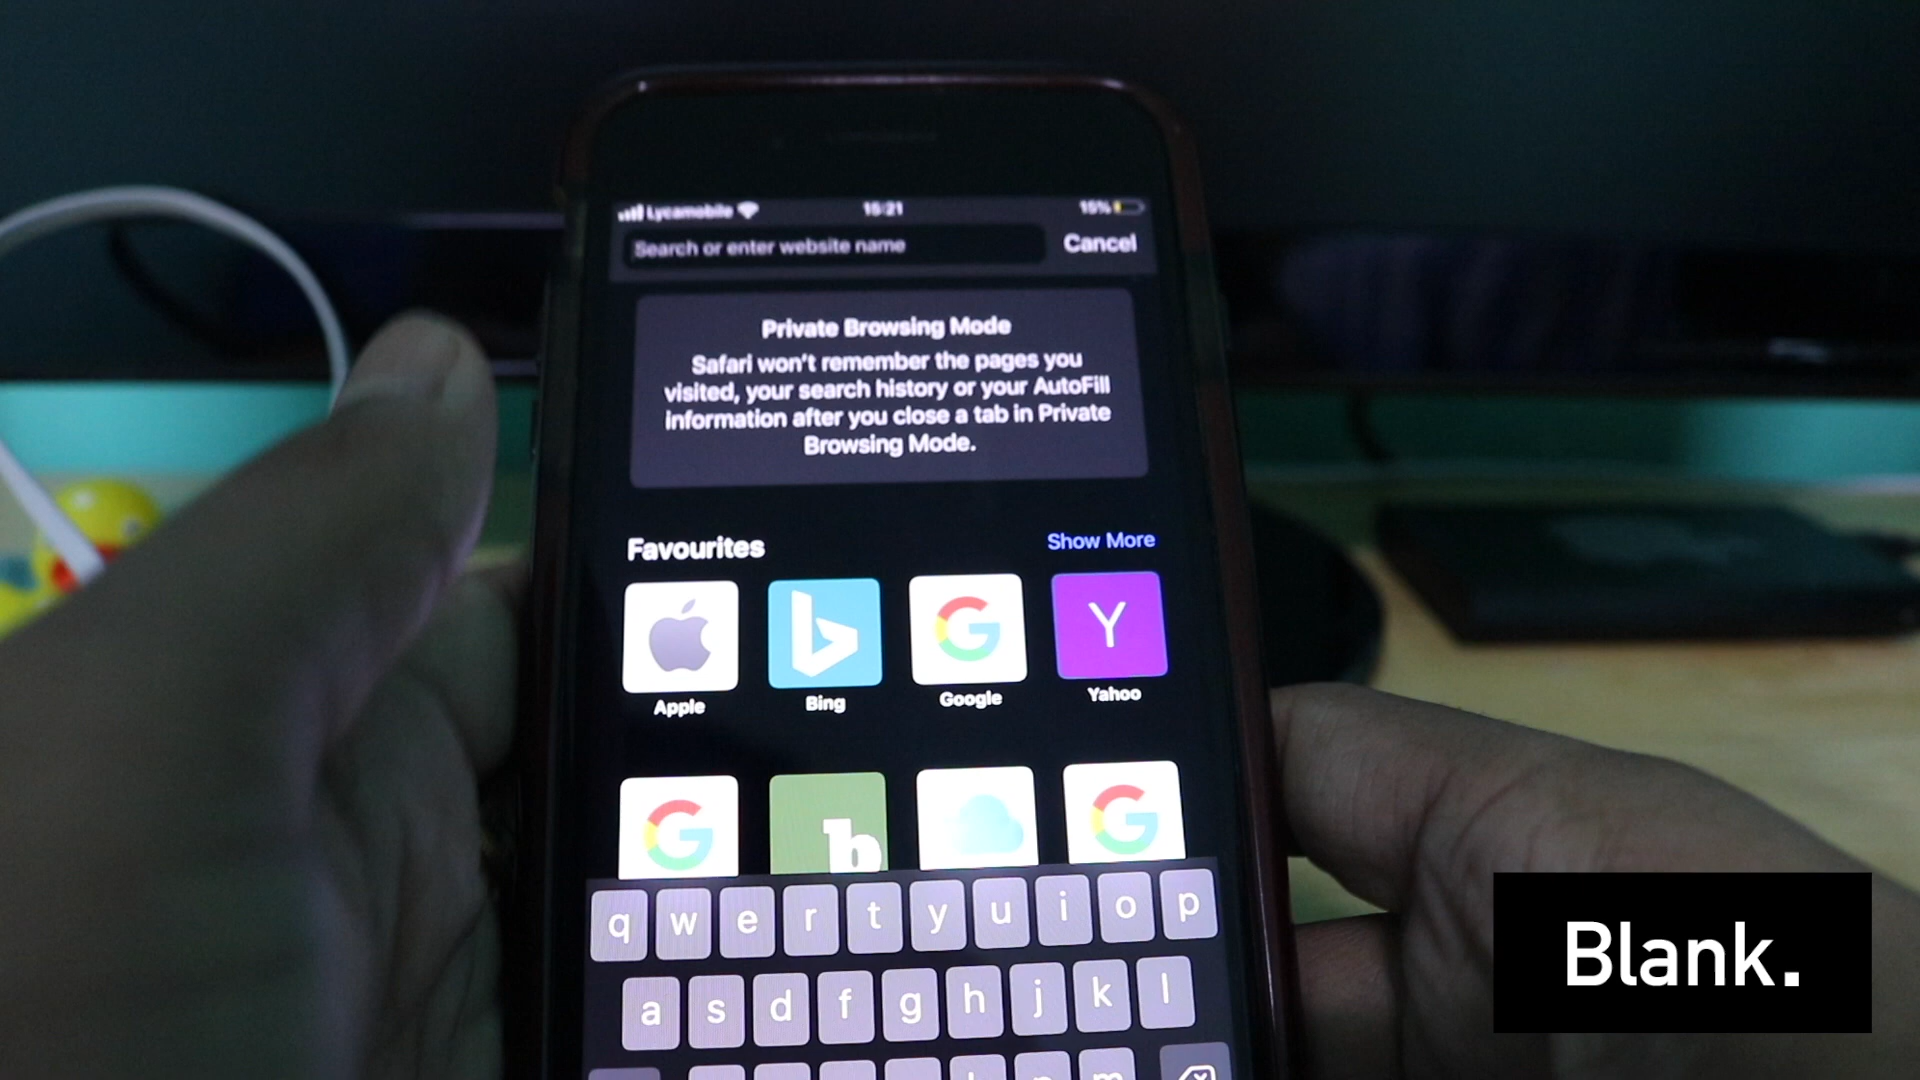 Lycamobile 15:21 15%
Search or enter website name Cancel
Private Browsing Mode
Safari won't remember the pages you
visited, your search history or your AutoFill
information after you close a tab in Private
Browsing Mode.
Favourites Show More
Y
Apple Bing Google Yahoo
G b G
q w e r t y u i o p
a s d f g h j k l
m
Blank.